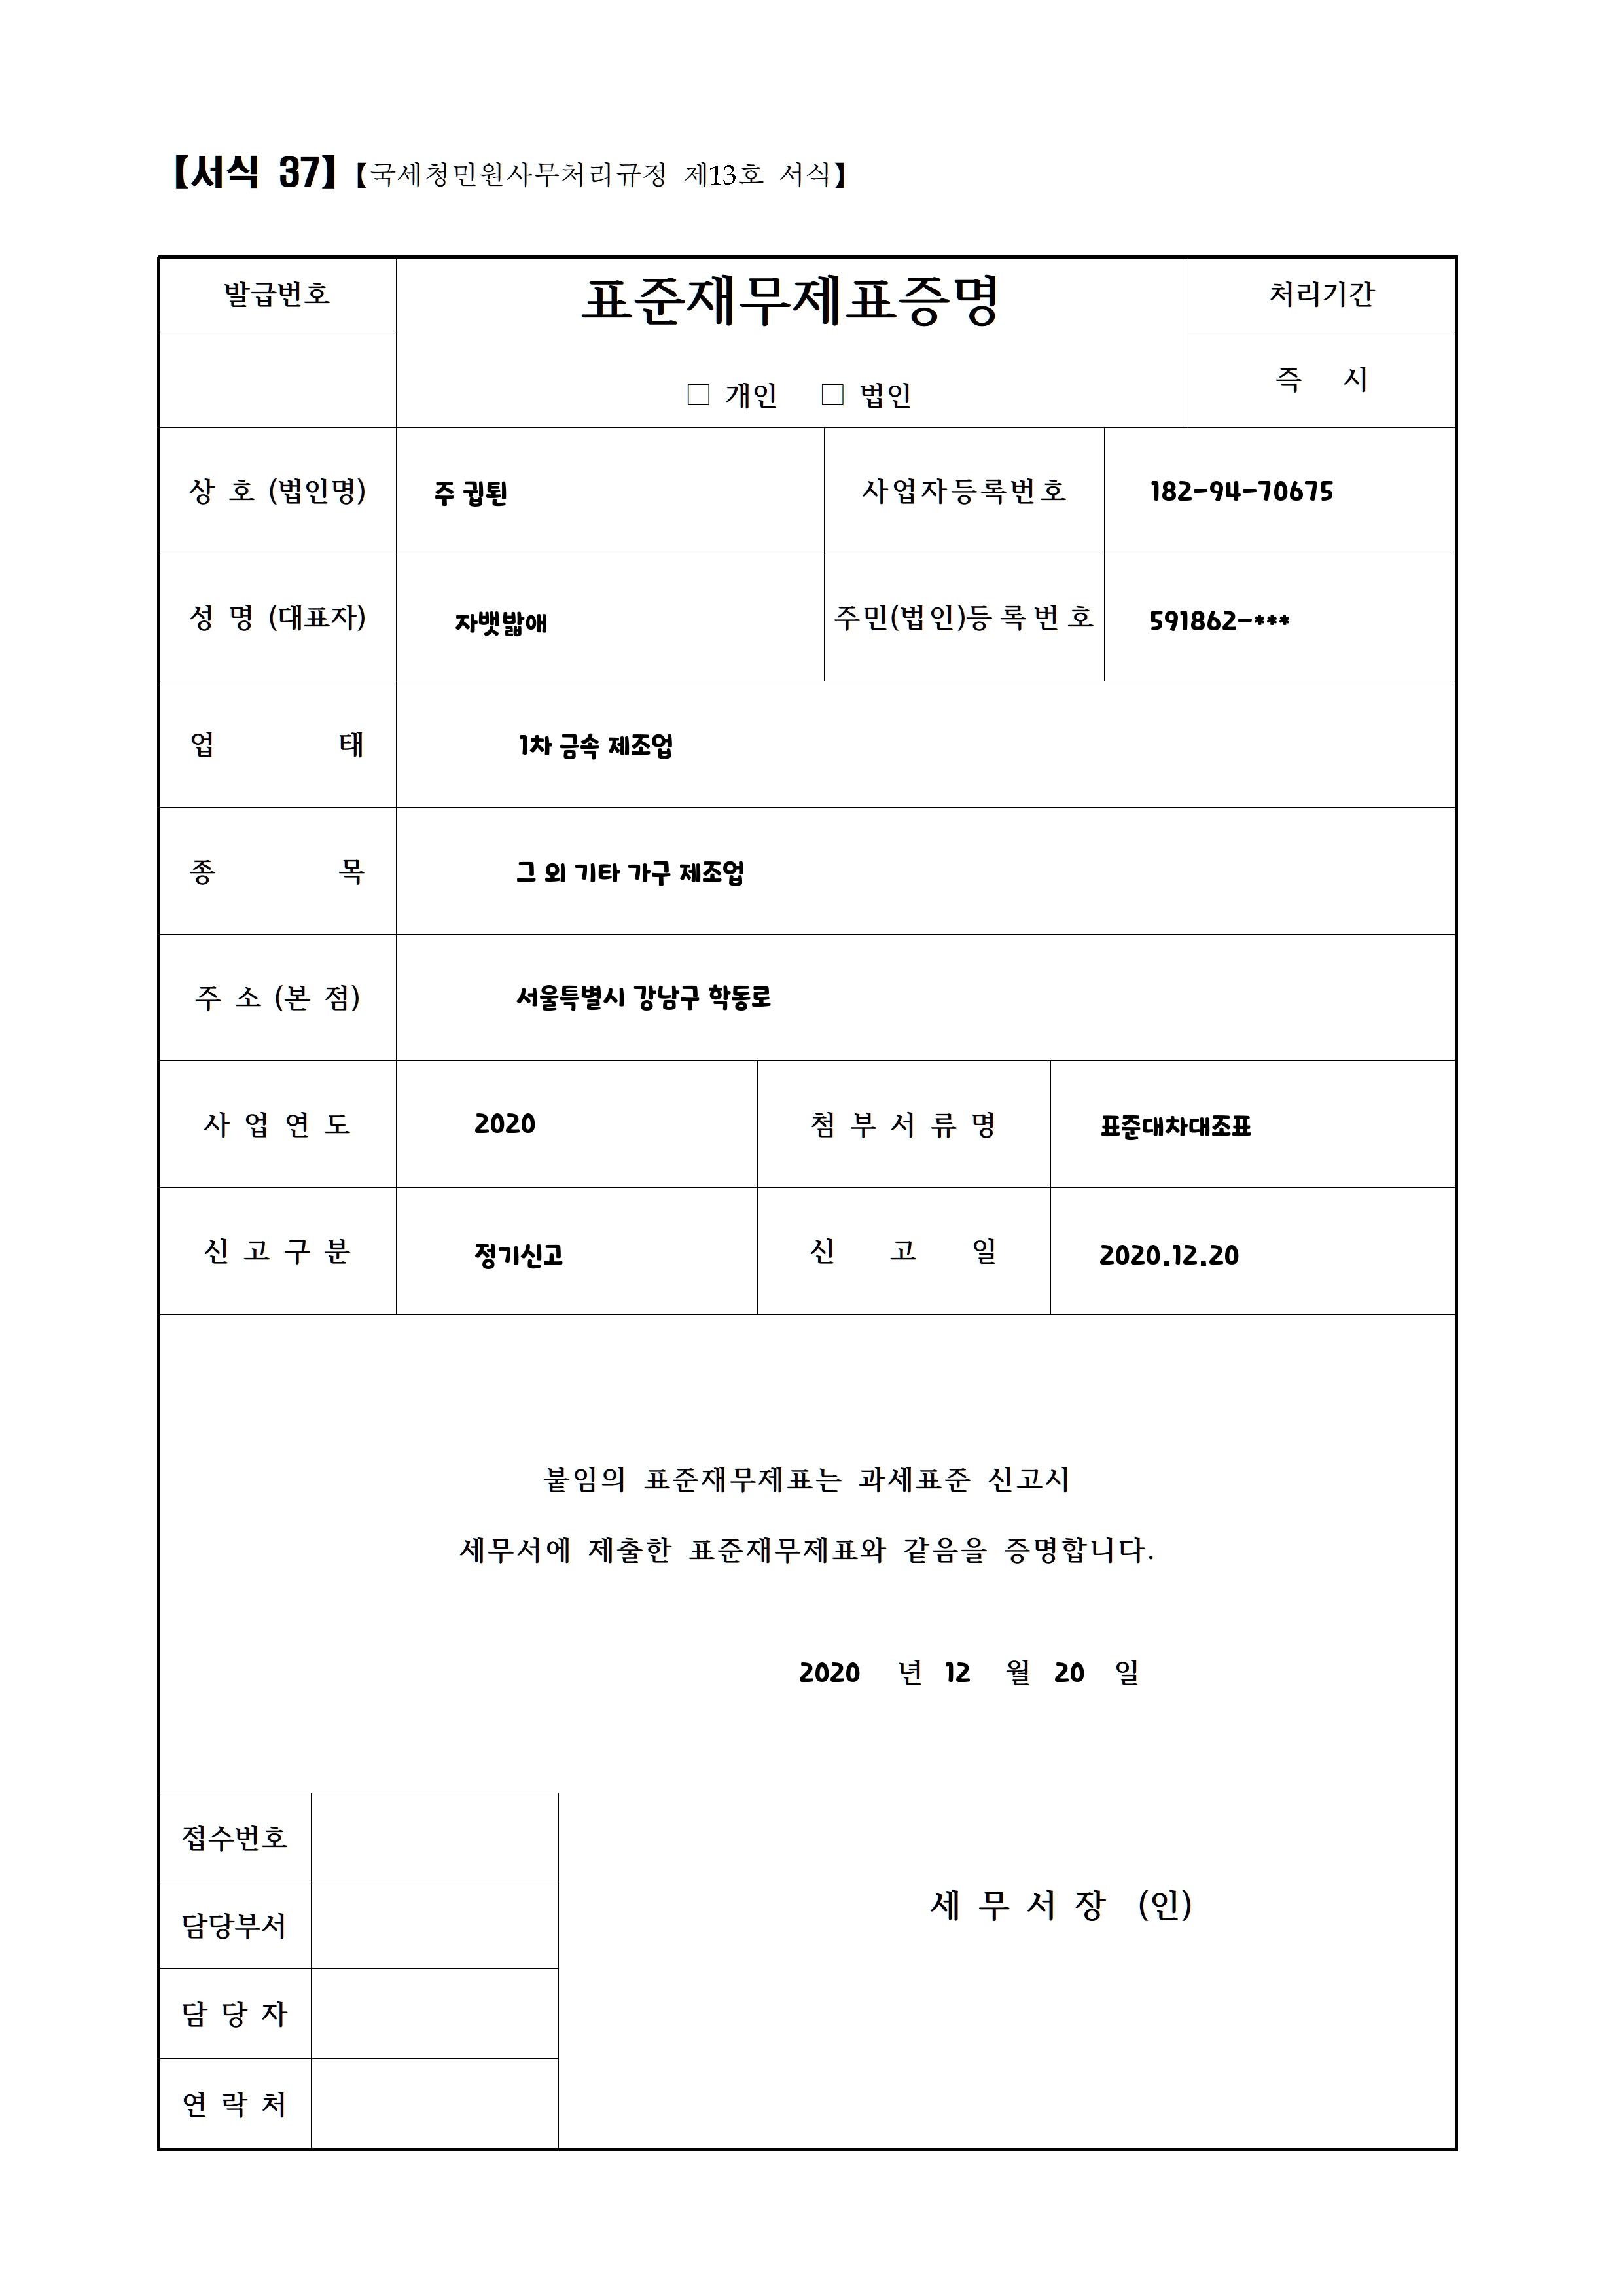 【서식 37】【국세청민원사무처리규정 제13호 서식】
발급번호
표준재무제표증명
처리기간
□ 개인 □ 법인
즉 시
상 호 (법인명) 주 귑퇸 사업자등록번호 182-94-70675
성 명 (대표자) 자뱃밟애 주민(법인)등록번호 591862-***
업 태 1차 금속 제조업
종 목 그 외 기타 가구 제조업
주 소 (본 점) 서울특별시 강남구 학동로
사 업 연 도 2020 첨 부 서 류 명 표준대차대조표
신 고 구 분 정기신고 신 고 일 2020.12.20
붙임의 표준재무제표는 과세표준 신고시
세무서에 제출한 표준재무제표와 같음을 증명합니다.
2020 년 12 월 20 일
접수번호
담당부서
세 무 서 장 (인)
담 당 자
연 락 처